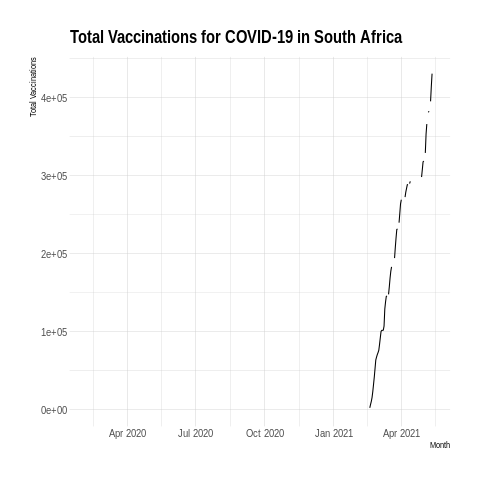 Total Vaccinations for COVID-19 in South Africa
Total Vaccinations
4e+05
3e+05
2e+05
1e+05
0e+00
Apr 2020 Jul 2020 Oct 2020 Jan 2021 Apr 2021
Month